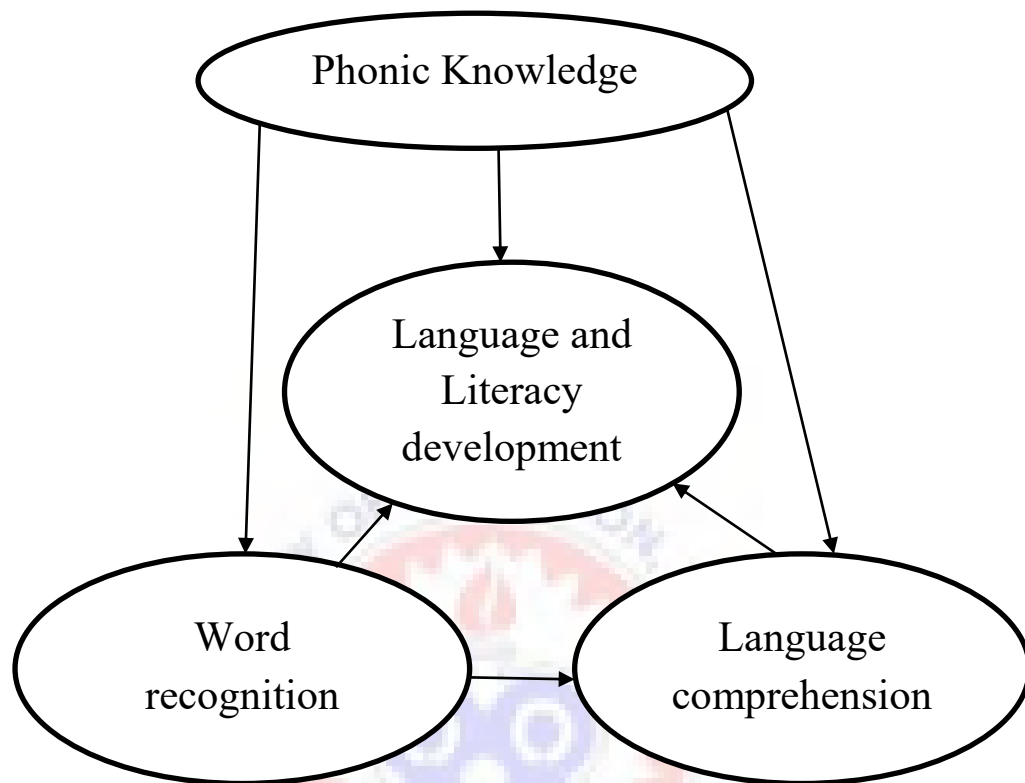 Phonic Knowledge
Language and
Literacy
development
Word
recognition
Language
comprehension